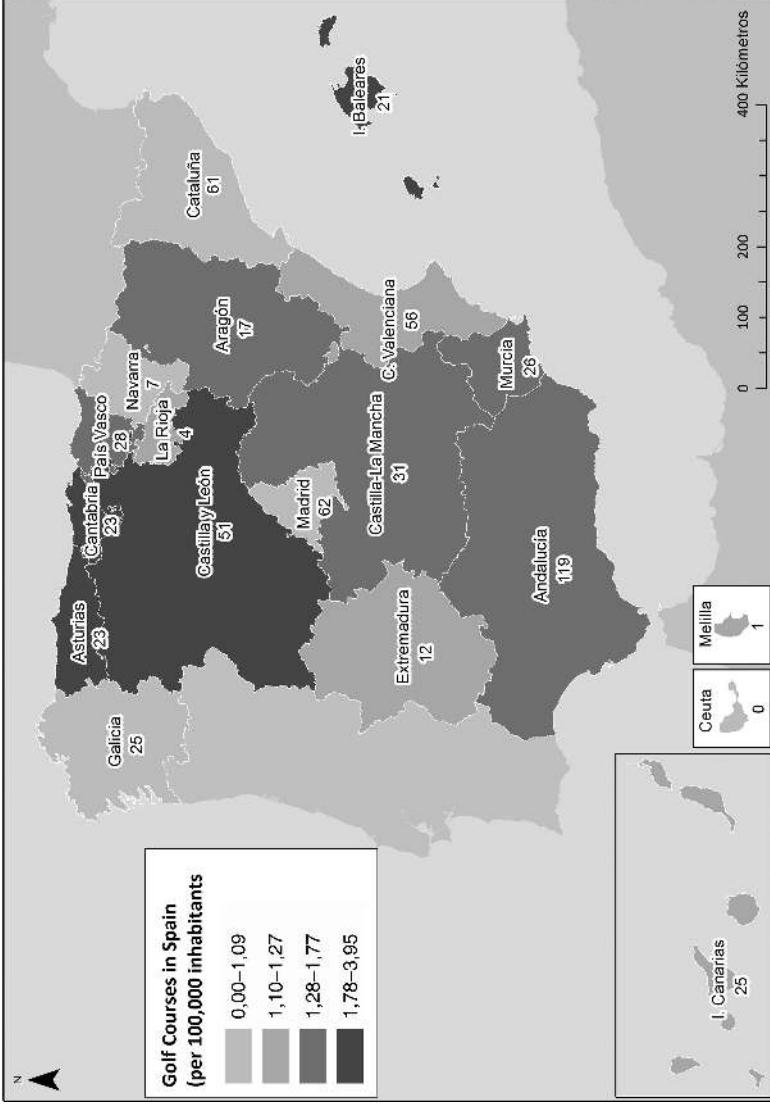 N
Golf Courses in Spain
(per 100,000 inhabitants
0,00–1,09
1,10–1,27
1,28–1,77
1,78–3,95
Galicia
25
Asturias
23
Cantabria
23
País Vasco
28
Navarra
7
La Rioja
4
Aragón
17
Cataluña
61
Castilla y León
51
Madrid
62
Castilla-La Mancha
31
C. Valenciana
56
I. Baleares
21
Extremadura
12
Andalucía
119
Murcia
26
I. Canarias
25
Ceuta
0
Melilla
1
0 100 200 400 Kilómetros